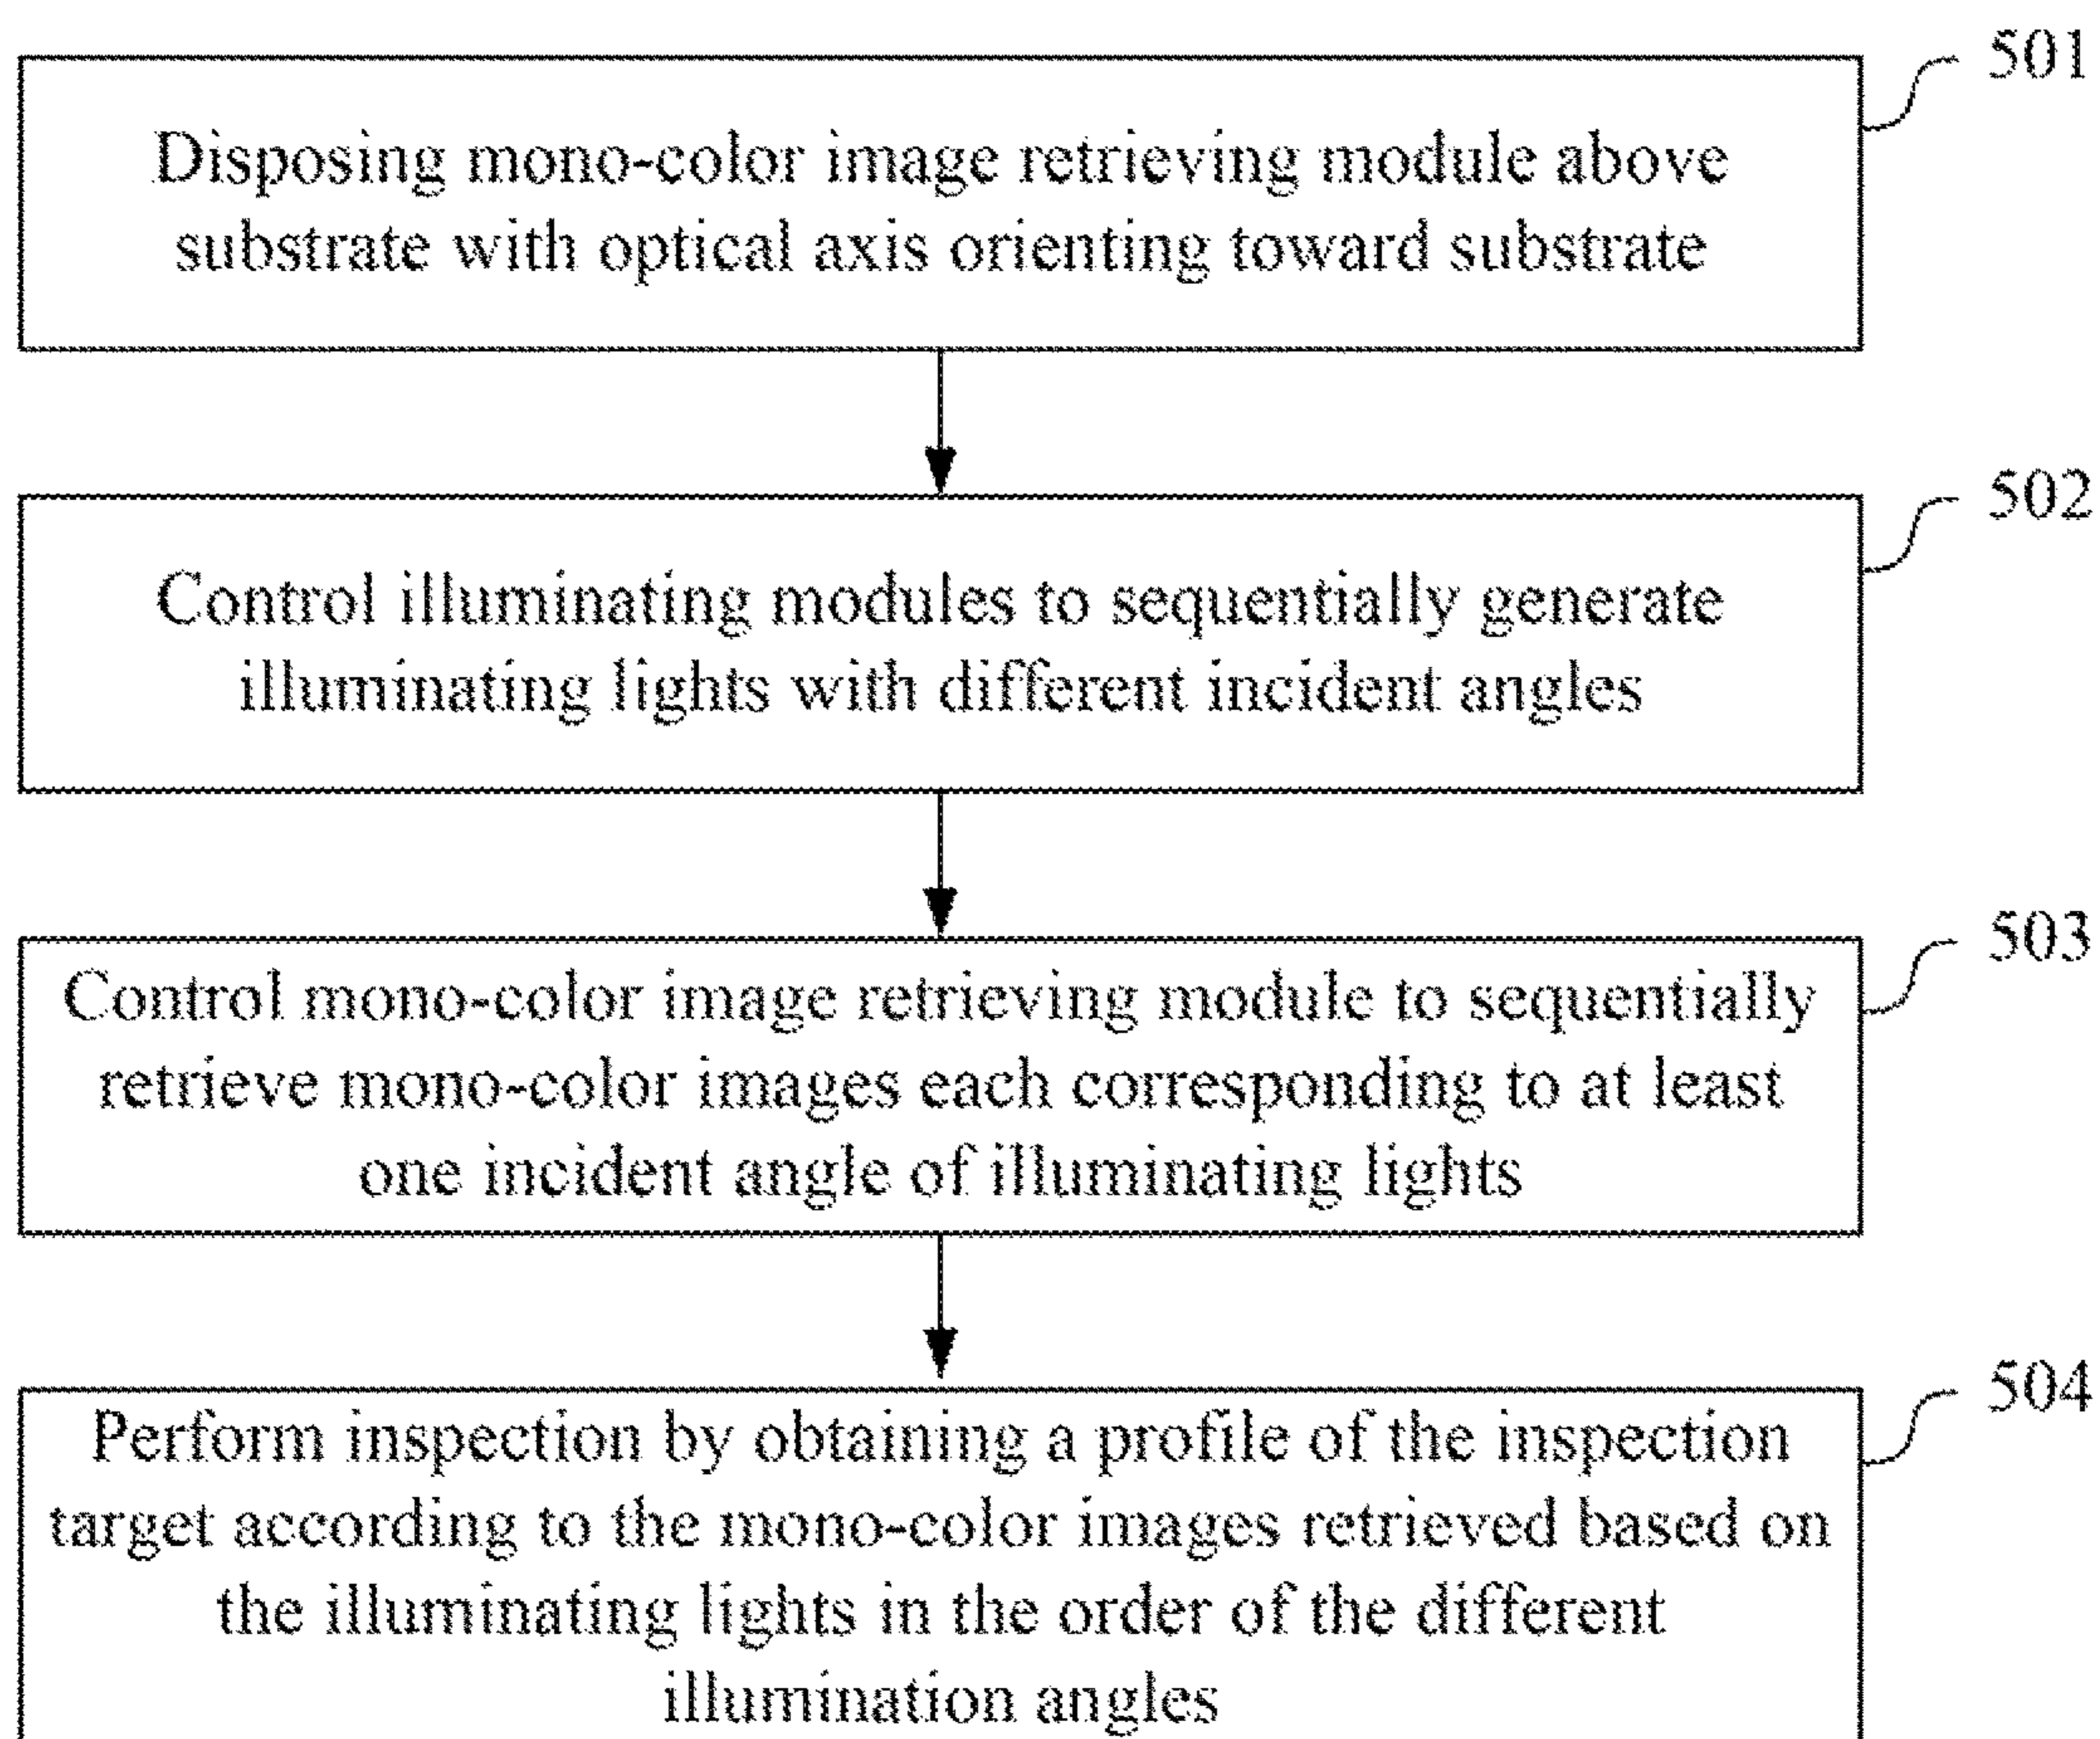 501
Disposing mono-color image retrieving module above
substrate with optical axis orienting toward substrate
502
Control illuminating modules to sequentially generate
illuminating lights with different incident angles
503
Control mono-color image retrieving module to sequentially
retrieve mono-color images each corresponding to at least
one incident angle of illuminating lights
504
Perform inspection by obtaining a profile of the inspection
target according to the mono-color images retrieved based on
the illuminating lights in the order of the different
illumination angles